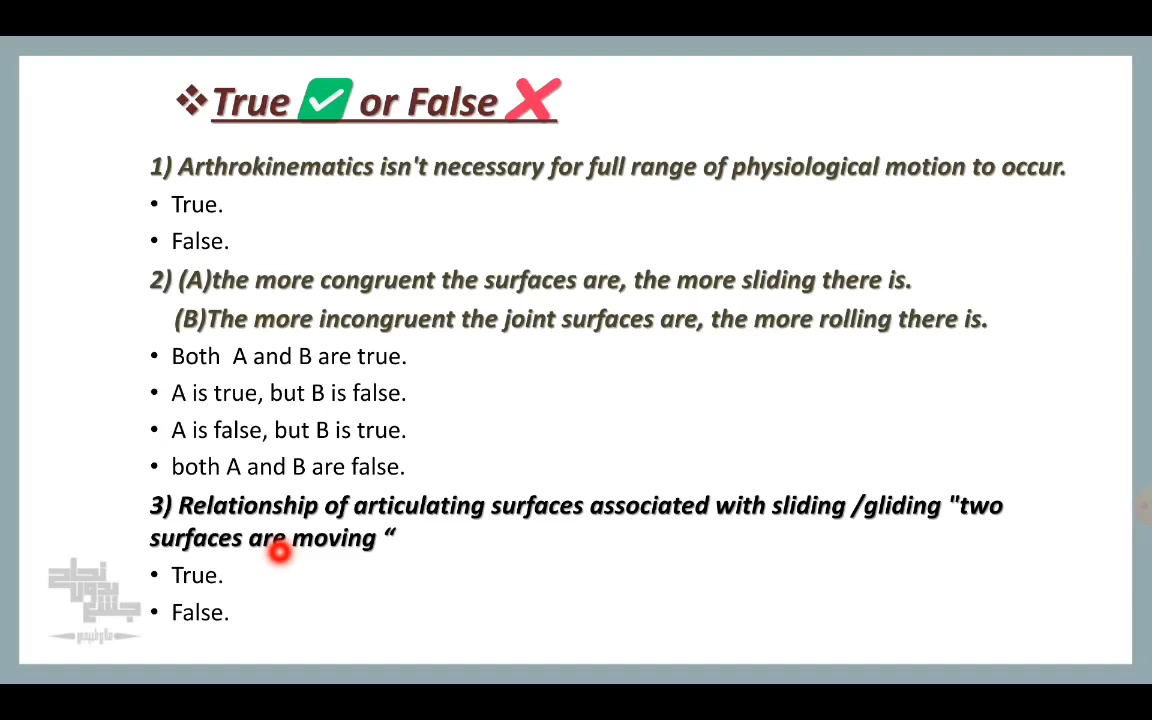 ❖True ✅ or False ❌
1) Arthrokinematics isn't necessary for full range of physiological motion to occur.
• True.
• False.
2) (A)the more congruent the surfaces are, the more sliding there is.
(B)The more incongruent the joint surfaces are, the more rolling there is.
• Both A and B are true.
• A is true, but B is false.
• A is false, but B is true.
• both A and B are false.
3) Relationship of articulating surfaces associated with sliding /gliding "two
surfaces are moving “
• True.
• False.
نجاح
بدون
جشع